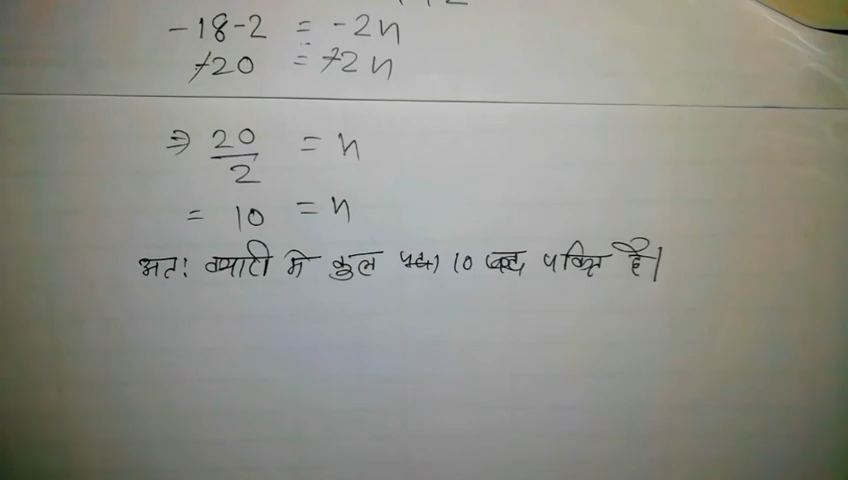 -18-2 = -2n
+20 = +2n
⇒ 20/2 = n
= 10 = n
अत: क्यारी में कुल 10 पंक्ति है।